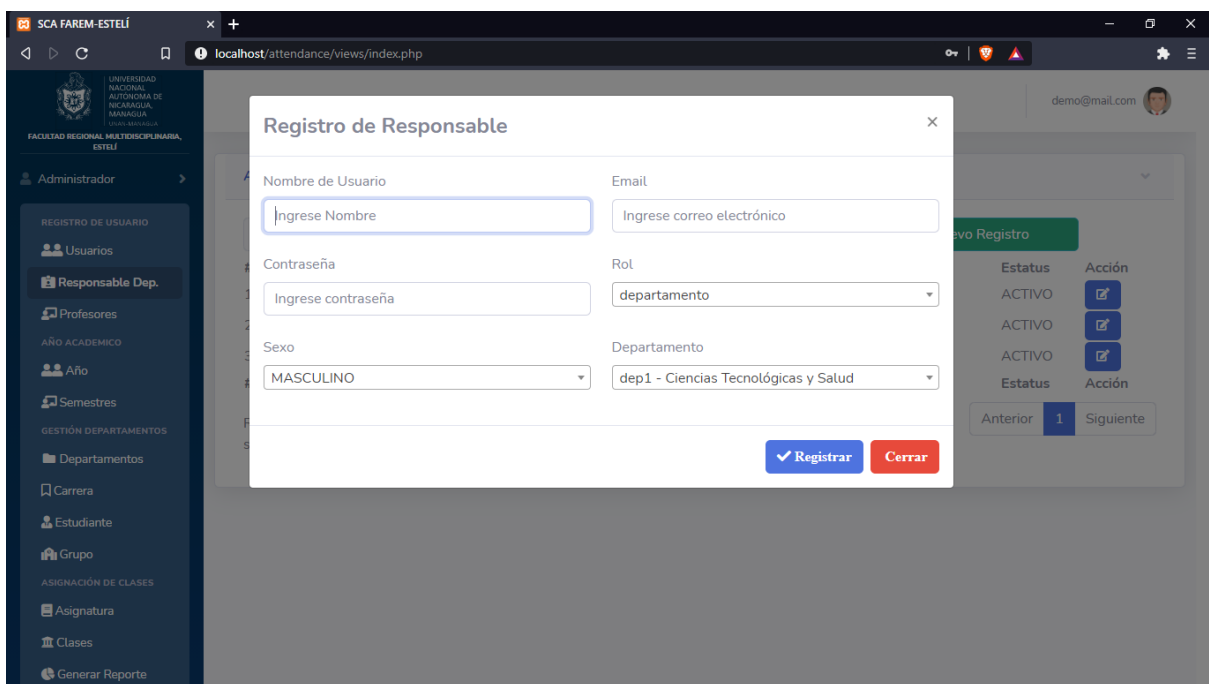 SCA FAREM-ESTELÍ
localhost/attendance/views/index.php
UNIVERSIDAD
NACIONAL
AUTÓNOMA DE
NICARAGUA,
MANAGUA
UNAN-MANAGUA
FACULTAD REGIONAL MULTIDISCIPLINARIA,
ESTELÍ
demo@mail.com
Administrador
REGISTRO DE USUARIO
Usuarios
Responsable Dep.
Profesores
AÑO ACADEMICO
Año
Semestres
GESTIÓN DEPARTAMENTOS
Departamentos
Carrera
Estudiante
Grupo
ASIGNACIÓN DE CLASES
Asignatura
Clases
Generar Reporte
Registro de Responsable
×
Nombre de Usuario
Email
Ingrese Nombre
Ingrese correo electrónico
Contraseña
Rol
Ingrese contraseña
departamento
Sexo
Departamento
MASCULINO
dep1 - Ciencias Tecnológicas y Salud
Registrar
Cerrar
evo Registro
Estatus Acción
ACTIVO
ACTIVO
ACTIVO
Estatus Acción
Anterior 1 Siguiente